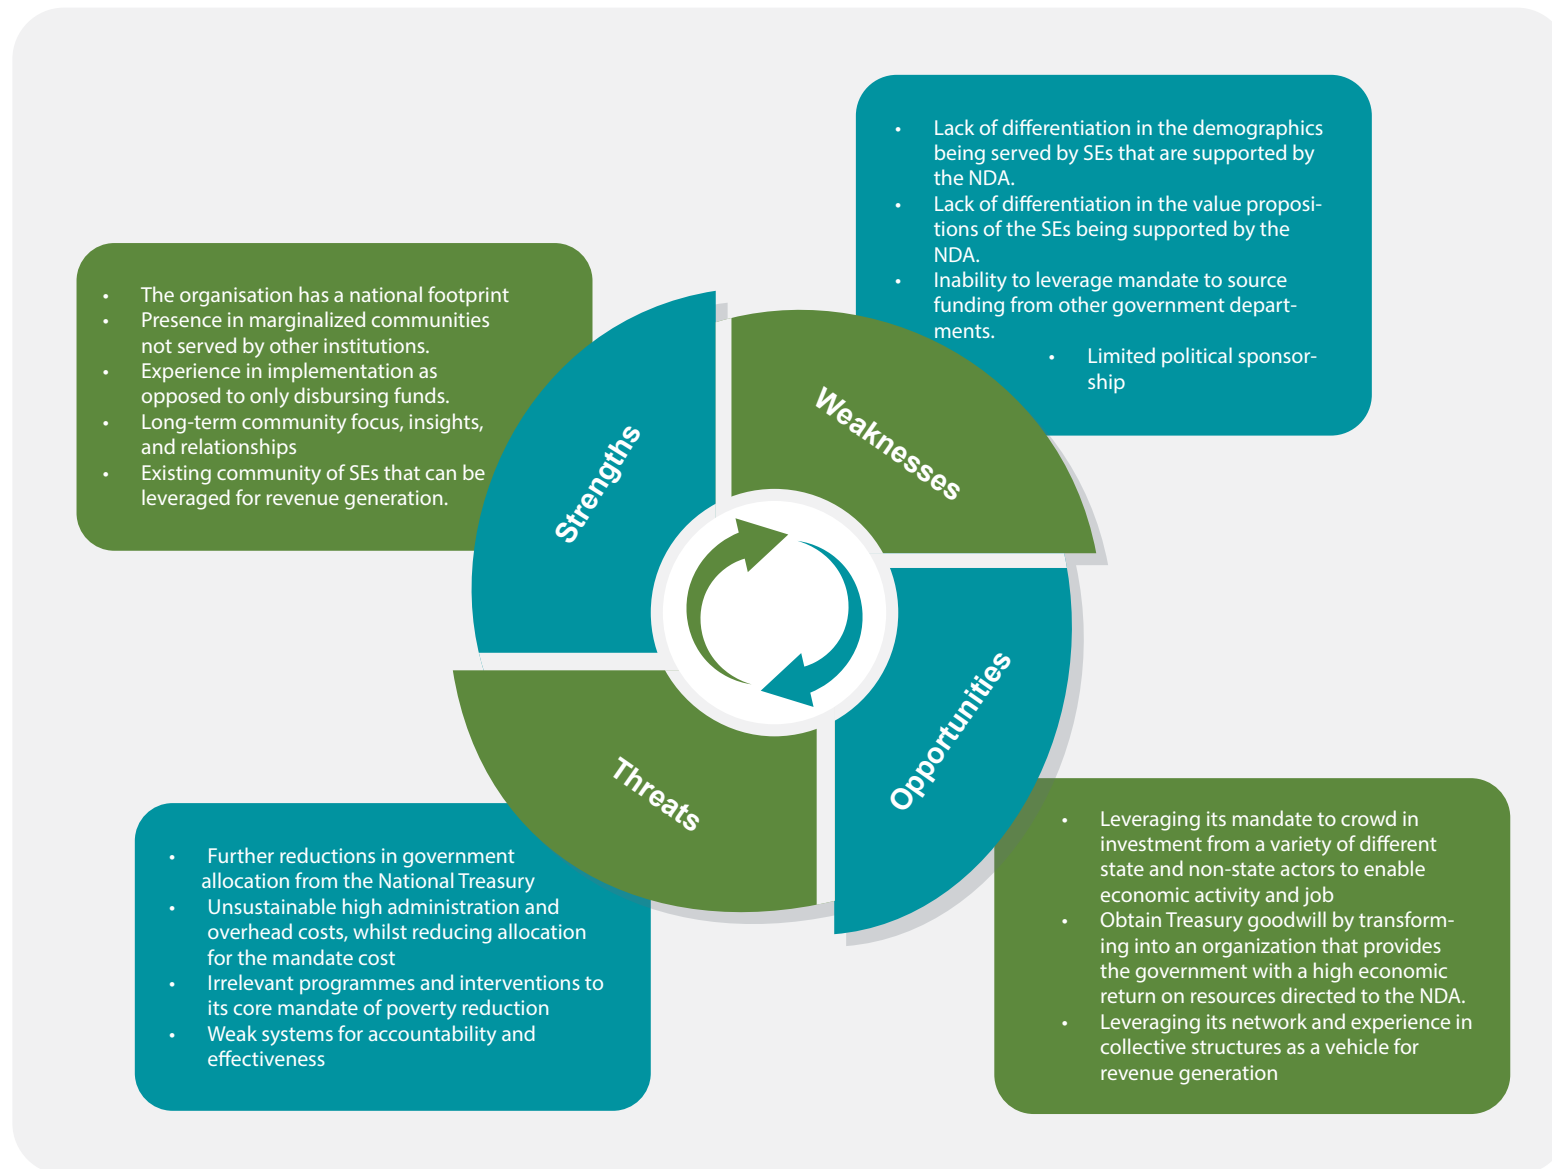 • The organisation has a national footprint
• Presence in marginalized communities
not served by other institutions.
• Experience in implementation as
opposed to only disbursing funds.
• Long-term community focus, insights,
and relationships
• Existing community of SEs that can be
leveraged for revenue generation.
Strengths
• Lack of differentiation in the demographics
being served by SEs that are supported by
the NDA.
• Lack of differentiation in the value proposi-
tions of the SEs being supported by the
NDA.
• Inability to leverage mandate to source
funding from other government depart-
ments.
• Limited political sponsor-
ship
Weaknesses
Opportunities
• Leveraging its mandate to crowd in
investment from a variety of different
state and non-state actors to enable
economic activity and job
• Obtain Treasury goodwill by transform-
ing into an organization that provides
the government with a high economic
return on resources directed to the NDA.
• Leveraging its network and experience in
collective structures as a vehicle for
revenue generation
Threats
• Further reductions in government
allocation from the National Treasury
• Unsustainable high administration and
overhead costs, whilst reducing allocation
for the mandate cost
• Irrelevant programmes and interventions to
its core mandate of poverty reduction
• Weak systems for accountability and
effectiveness